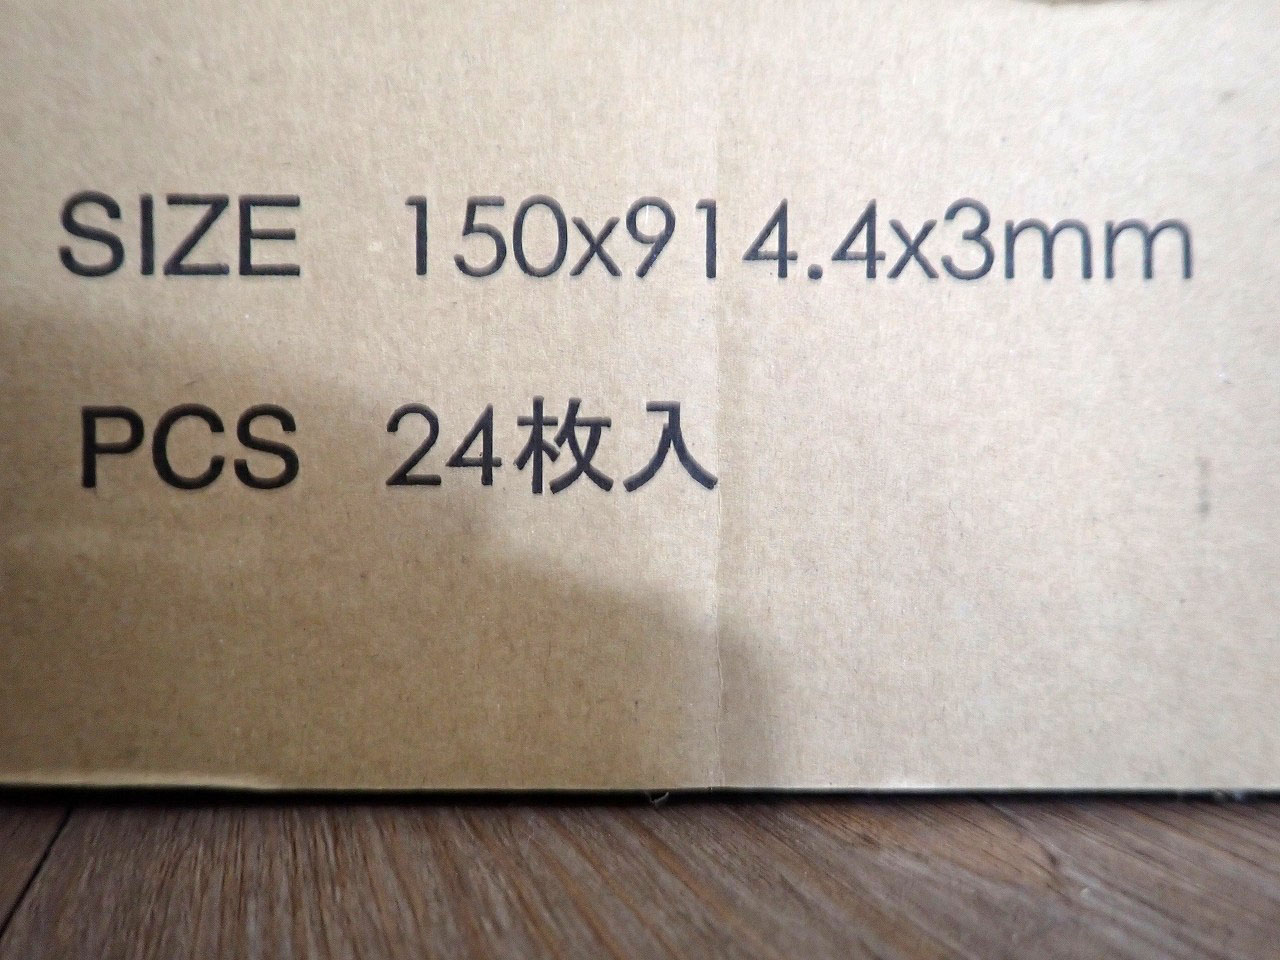 SIZE 150x914.4x3mm
PCS 24枚入